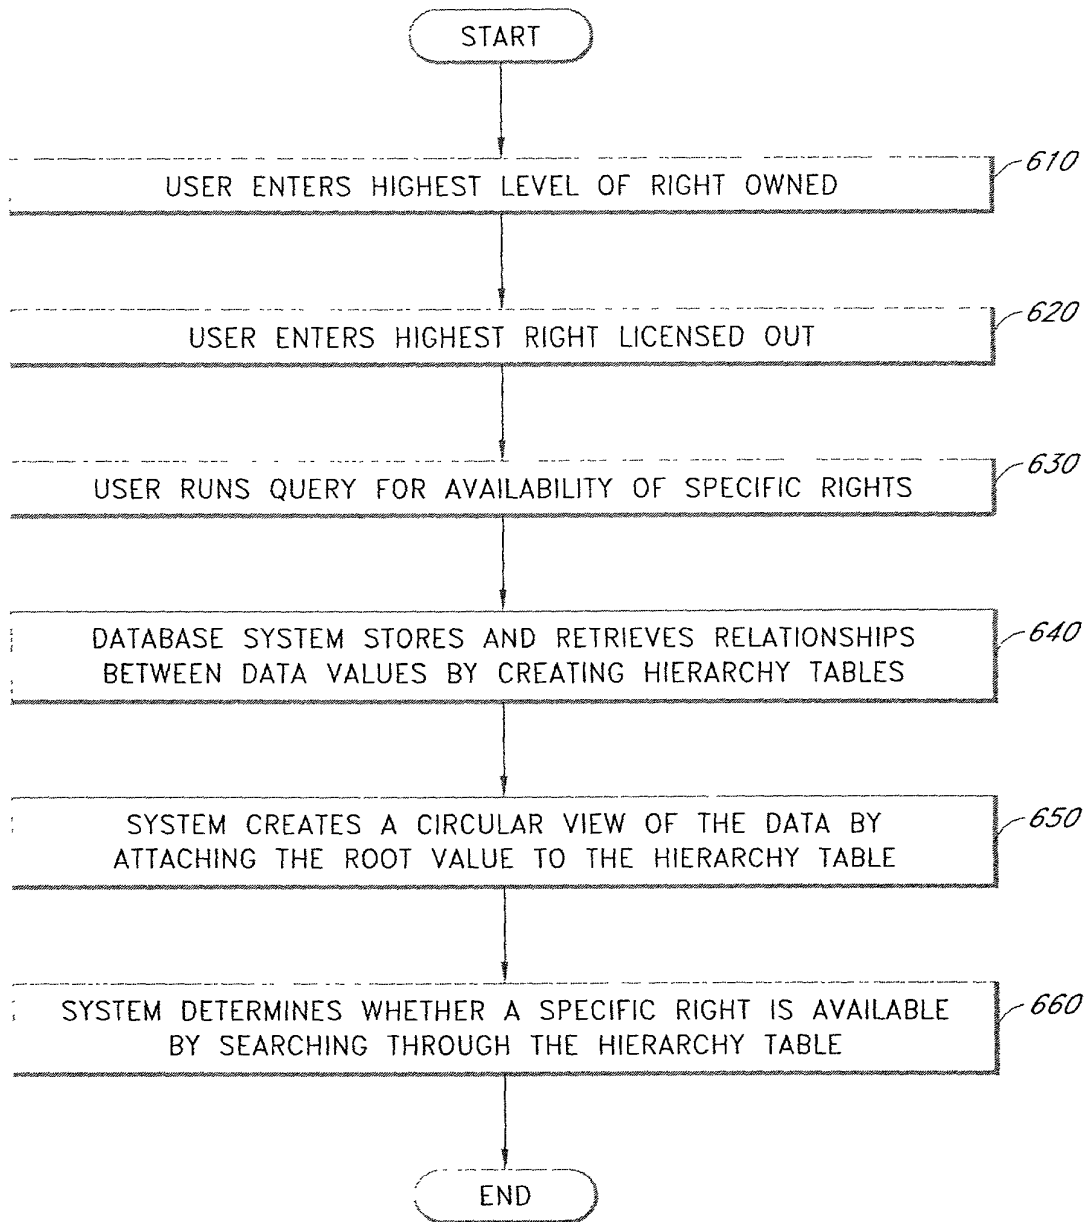 START
610
USER ENTERS HIGHEST LEVEL OF RIGHT OWNED
620
USER ENTERS HIGHEST RIGHT LICENSED OUT
630
USER RUNS QUERY FOR AVAILABILITY OF SPECIFIC RIGHTS
640
DATABASE SYSTEM STORES AND RETRIEVES RELATIONSHIPS
BETWEEN DATA VALUES BY CREATING HIERARCHY TABLES
650
SYSTEM CREATES A CIRCULAR VIEW OF THE DATA BY
ATTACHING THE ROOT VALUE TO THE HIERARCHY TABLE
660
SYSTEM DETERMINES WHETHER A SPECIFIC RIGHT IS AVAILABLE
BY SEARCHING THROUGH THE HIERARCHY TABLE
END